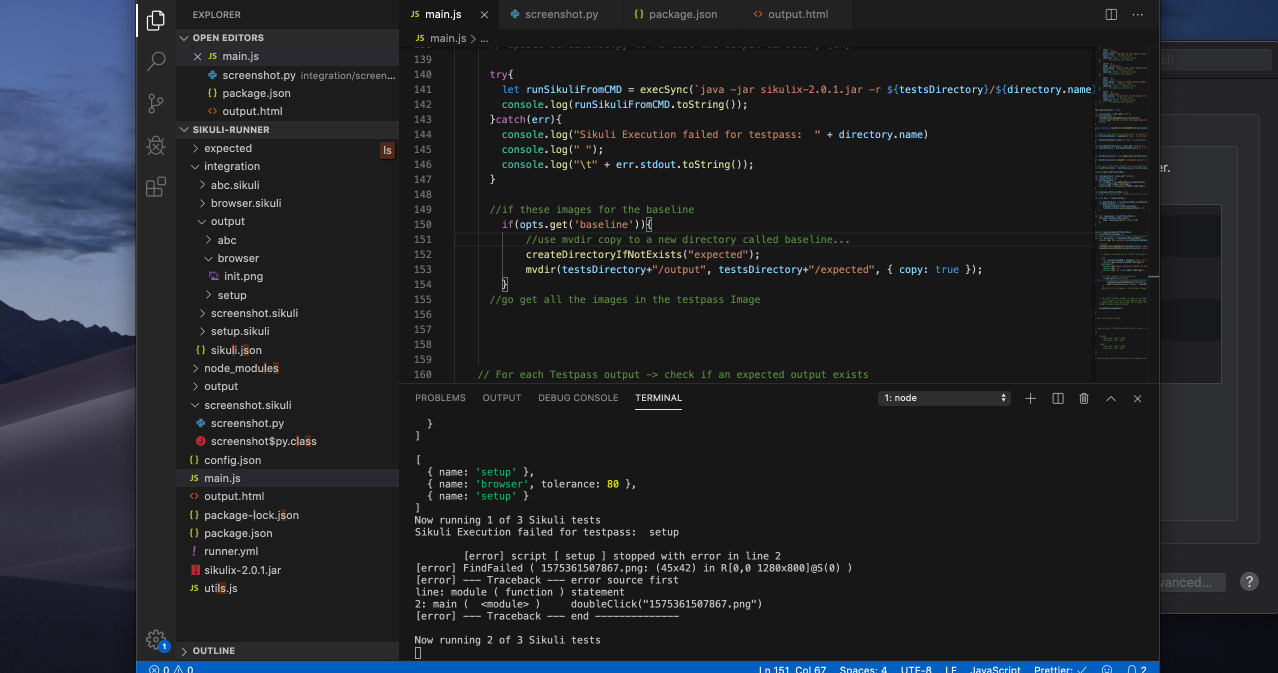 EXPLORER
OPEN EDITORS
JS main.js
screenshot.py integration/screen...
{} package.json
<> output.html
SIKULI-RUNNER
expected
ls
integration
abc.sikuli
browser.sikuli
output
abc
browser
init.png
setup
screenshot.sikuli
setup.sikuli
{} sikuli.json
node_modules
output
screenshot.sikuli
screenshot.py
screenshot$py.class
{} config.json
JS main.js
<> output.html
{} package-lock.json
{} package.json
! runner.yml
sikulix-2.0.1.jar
JS utils.js
OUTLINE
1
JS main.js
screenshot.py
{} package.json
<> output.html
JS main.js > ...
139
140 try{
141 let runSikuliFromCMD = execSync(`java -jar sikulix-2.0.1.jar -r ${testsDirectory}/${directory.name}
142 console.log(runSikuliFromCMD.toString());
143 }catch(err){
144 console.log("Sikuli Execution failed for testpass:  " + directory.name)
145 console.log(" ");
146 console.log("\t" + err.stdout.toString());
147 }
148
149 //if these images for the baseline
150 if(opts.get('baseline')){
151 //use mvdir copy to a new directory called baseline...
152 createDirectoryIfNotExists("expected");
153 mvdir(testsDirectory+"/output", testsDirectory+"/expected", { copy: true });
154 }
155 //go get all the images in the testpass Image
156
157
158
159
160 // For each Testpass output -> check if an expected output exists
PROBLEMS OUTPUT DEBUG CONSOLE TERMINAL 1: node
}
]
[
{ name: 'setup' },
{ name: 'browser', tolerance: 80 },
{ name: 'setup' }
]
Now running 1 of 3 Sikuli tests
Sikuli Execution failed for testpass:  setup
[error] script [ setup ] stopped with error in line 2
[error] FindFailed ( 1575361507867.png: (45x42) in R[0,0 1280x800]@S(0) )
[error] --- Traceback --- error source first
line: module ( function ) statement
2: main (  <module> )     doubleClick("1575361507867.png")
[error] --- Traceback --- end --------------
Now running 2 of 3 Sikuli tests
0 0 Ln 151, Col 67 Spaces: 4 UTF-8 LF JavaScript Prettier: ✓ 2
er.
vanced...
?